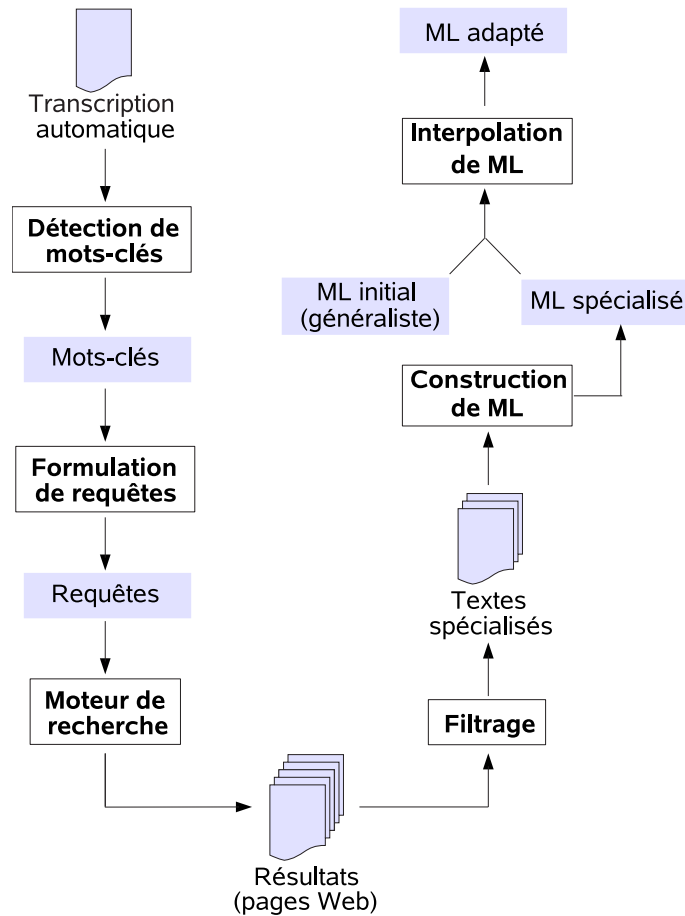 Transcription
automatique
Détection de
mots-clés
Mots-clés
Formulation
de requêtes
Requêtes
Moteur de
recherche
Résultats
(pages Web)
Filtrage
Textes
spécialisés
Construction
de ML
ML spécialisé
ML initial
(généraliste)
Interpolation
de ML
ML adapté